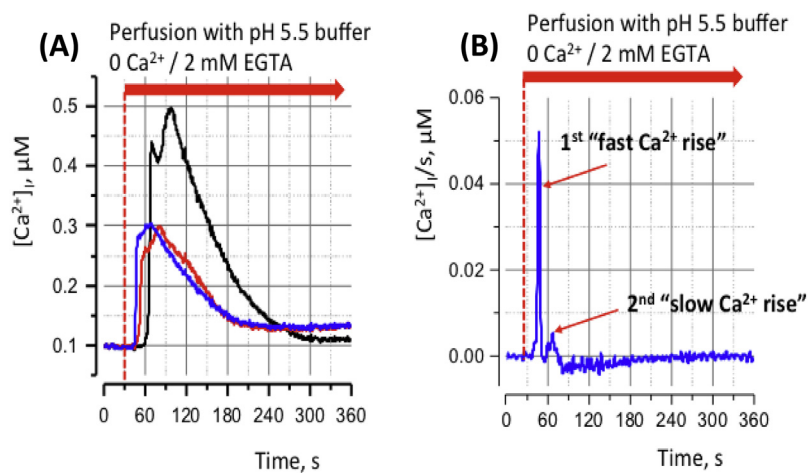 (A)
Perfusion with pH 5.5 buffer
0 Ca²⁺ / 2 mM EGTA
0.5
0.4
0.3
0.2
0.1
[Ca²⁺]ᵢ, µM
0 60 120 180 240 300 360
Time, s
(B)
Perfusion with pH 5.5 buffer
0 Ca²⁺ / 2 mM EGTA
0.06
0.04
0.02
0.00
[Ca²⁺]ᵢ/s, µM
1ˢᵗ “fast Ca²⁺ rise”
2ⁿᵈ “slow Ca²⁺ rise”
0 60 120 180 240 300 360
Time, s